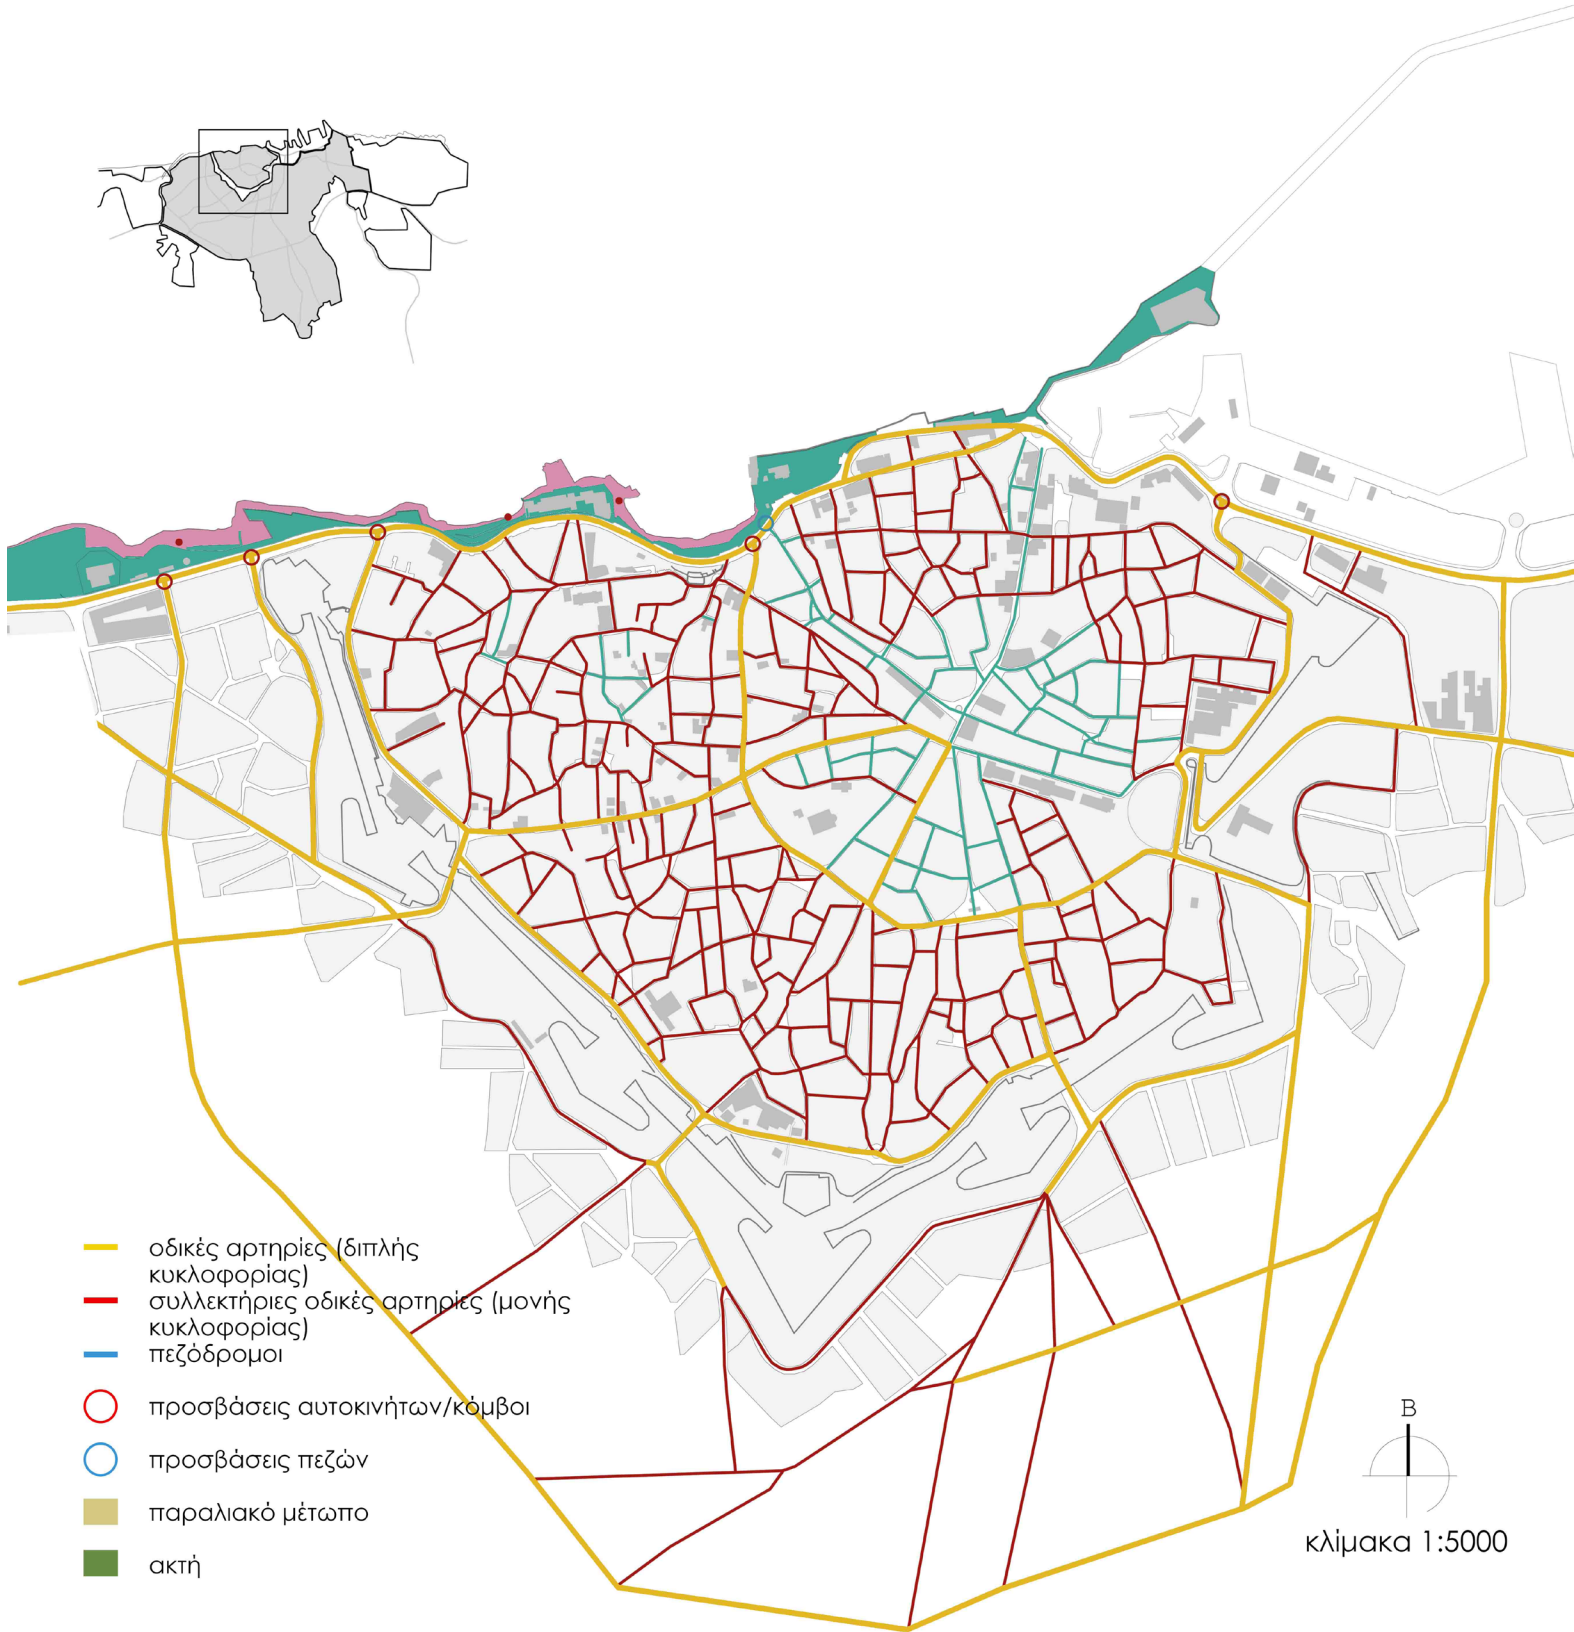 οδικές αρτηρίες (διπλής
κυκλοφορίας)
συλλεκτήριες οδικές αρτηρίες (μονής
κυκλοφορίας)
πεζόδρομοι
προσβάσεις αυτοκινήτων/κόμβοι
προσβάσεις πεζών
παραλιακό μέτωπο
ακτή
Β
κλίμακα 1:5000